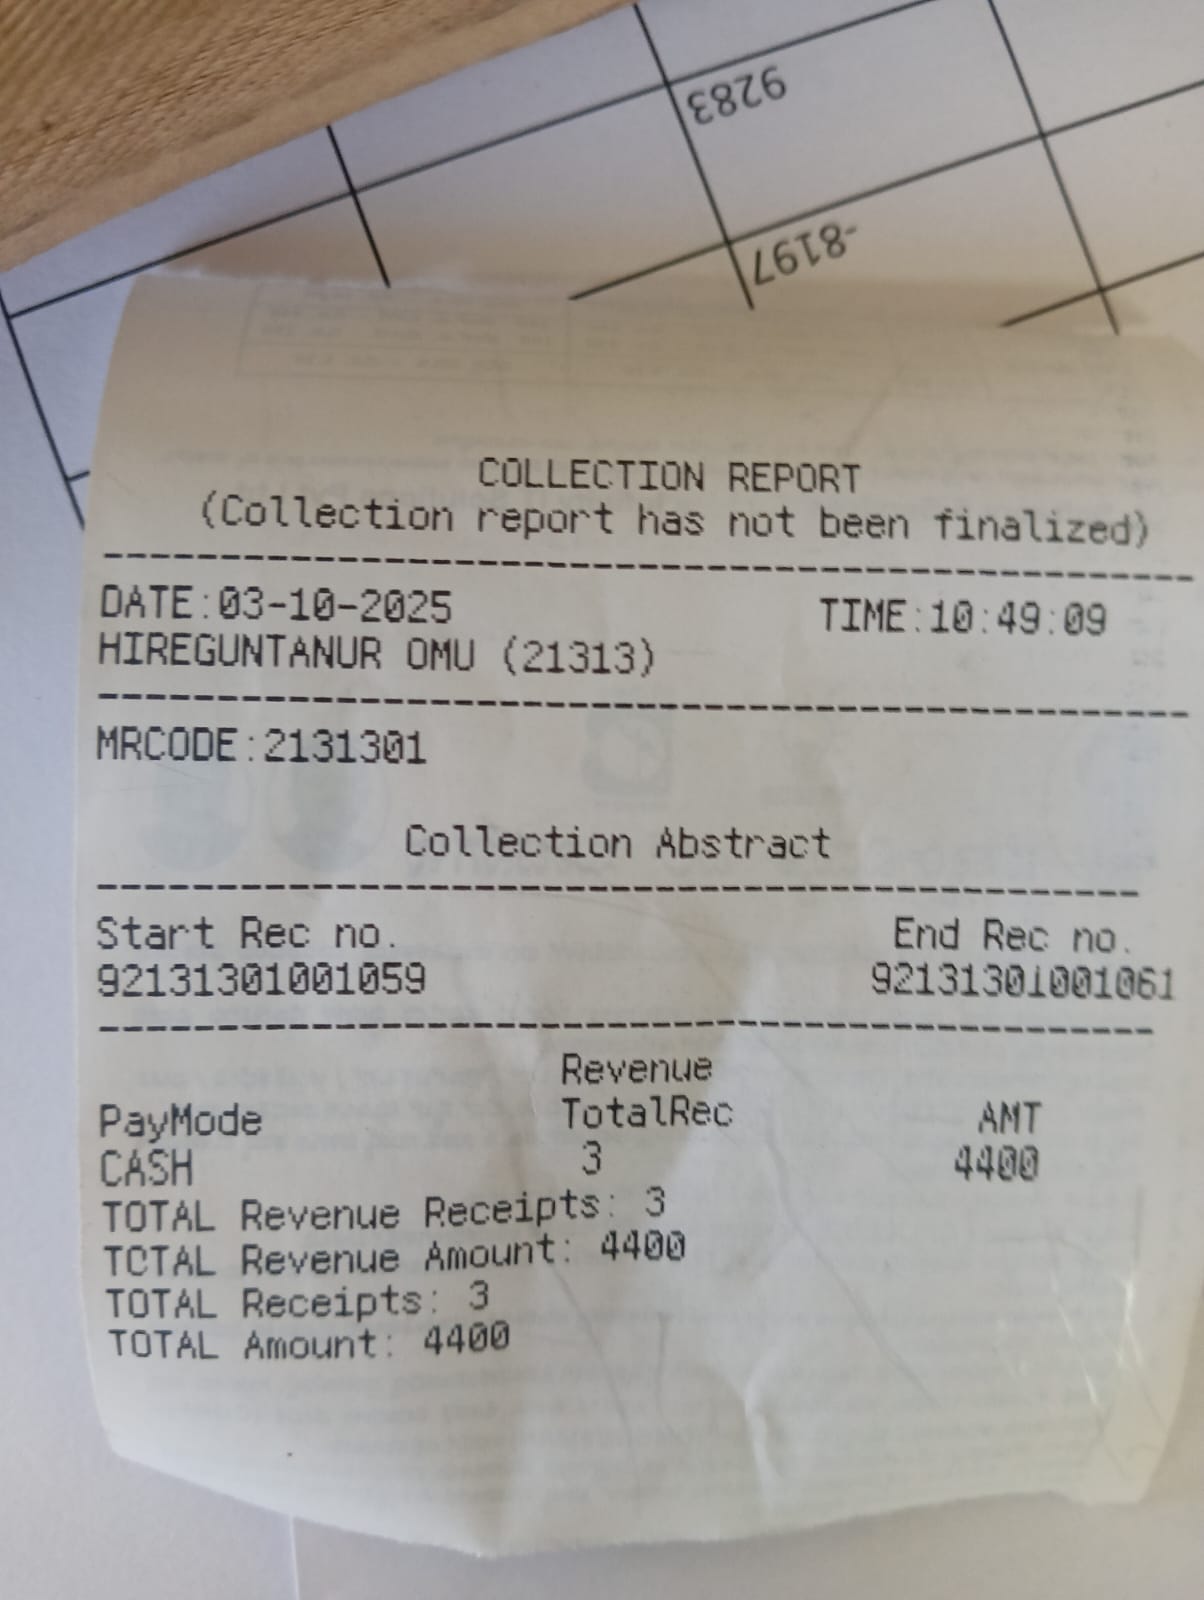 9283
-8197
COLLECTION REPORT
(Collection report has not been finalized)
DATE:03-10-2025 TIME:10:49:09
HIREGUNTANUR OMU (21313)
MRCODE:2131301
Collection Abstract
Start Rec no. End Rec no.
92131301001059 92131301001061
Revenue
PayMode TotalRec AMT
CASH 3 4400
TOTAL Revenue Receipts: 3
TOTAL Revenue Amount: 4400
TOTAL Receipts: 3
TOTAL Amount: 4400